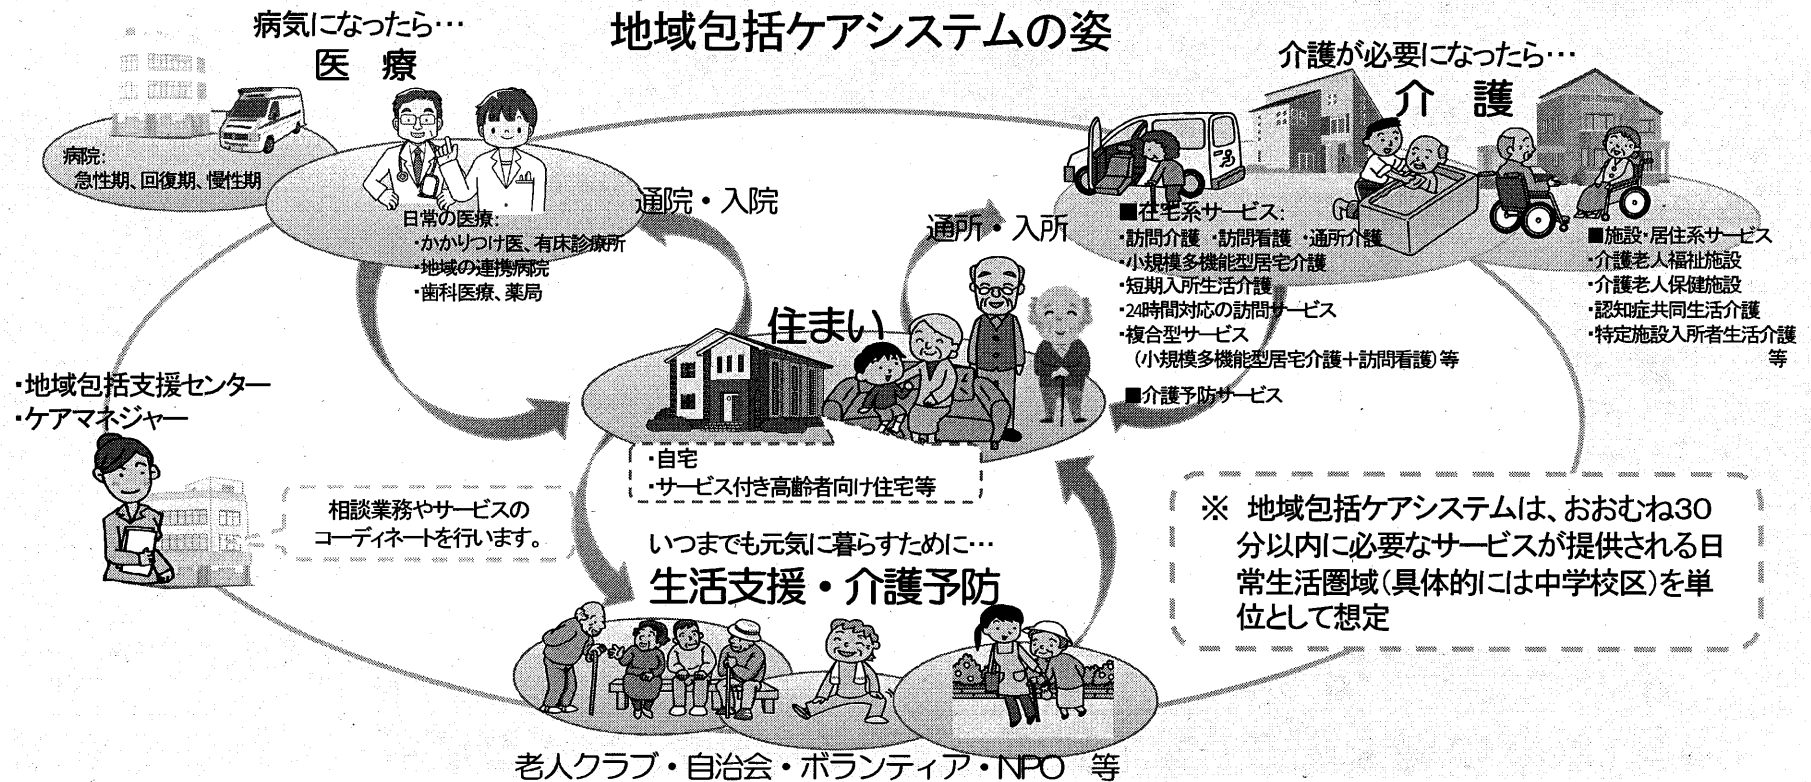 地域包括ケアシステムの姿
病気になったら…
医 療
病院:
急性期、回復期、慢性期
日常の医療:
・かかりつけ医、有床診療所
・地域の連携病院
・歯科医療、薬局
通院・入院
通所・入所
介護が必要になったら…
介 護
■在宅系サービス:
・訪問介護 ・訪問看護 ・通所介護
・小規模多機能型居宅介護
・短期入所生活介護
・24時間対応の訪問サービス
・複合型サービス
(小規模多機能型居宅介護+訪問看護)等
■介護予防サービス
■施設・居住系サービス
・介護老人福祉施設
・介護老人保健施設
・認知症共同生活介護
・特定施設入所者生活介護
等
住まい
・自宅
・サービス付き高齢者向け住宅等
・地域包括支援センター
・ケアマネジャー
相談業務やサービスの
コーディネートを行います。
いつまでも元気に暮らすために…
生活支援・介護予防
老人クラブ・自治会・ボランティア・NPO 等
※ 地域包括ケアシステムは、おおむね30
分以内に必要なサービスが提供される日
常生活圏域(具体的には中学校区)を単
位として想定